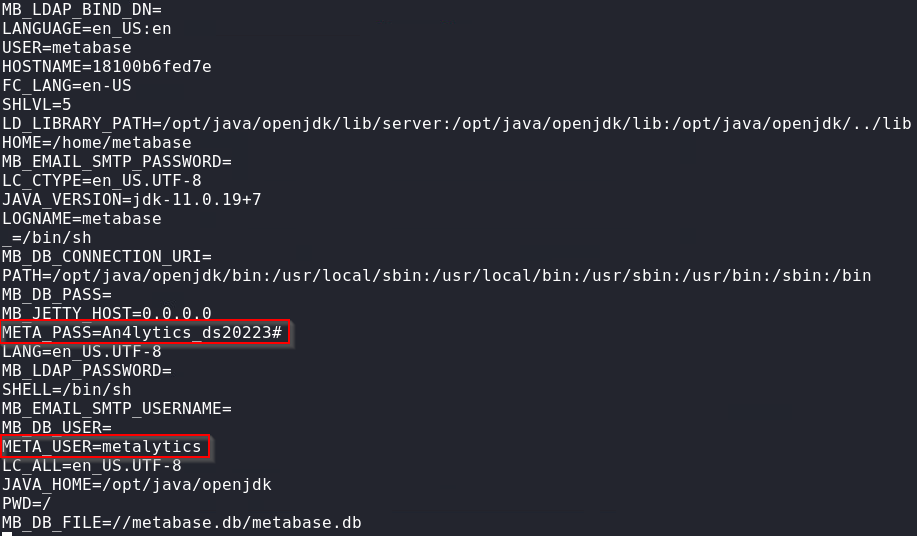 MB_LDAP_BIND_DN=
LANGUAGE=en_US:en
USER=metabase
HOSTNAME=18100b6fed7e
FC_LANG=en-US
SHLVL=5
LD_LIBRARY_PATH=/opt/java/openjdk/lib/server:/opt/java/openjdk/lib:/opt/java/openjdk/../lib
HOME=/home/metabase
MB_EMAIL_SMTP_PASSWORD=
LC_CTYPE=en_US.UTF-8
JAVA_VERSION=jdk-11.0.19+7
LOGNAME=metabase
_=/bin/sh
MB_DB_CONNECTION_URI=
PATH=/opt/java/openjdk/bin:/usr/local/sbin:/usr/local/bin:/usr/sbin:/usr/bin:/sbin:/bin
MB_DB_PASS=
MB_JETTY_HOST=0.0.0.0
META_PASS=An4lytics_ds20223#
LANG=en_US.UTF-8
MB_LDAP_PASSWORD=
SHELL=/bin/sh
MB_EMAIL_SMTP_USERNAME=
MB_DB_USER=
META_USER=metalytics
LC_ALL=en_US.UTF-8
JAVA_HOME=/opt/java/openjdk
PWD=/
MB_DB_FILE=//metabase.db/metabase.db